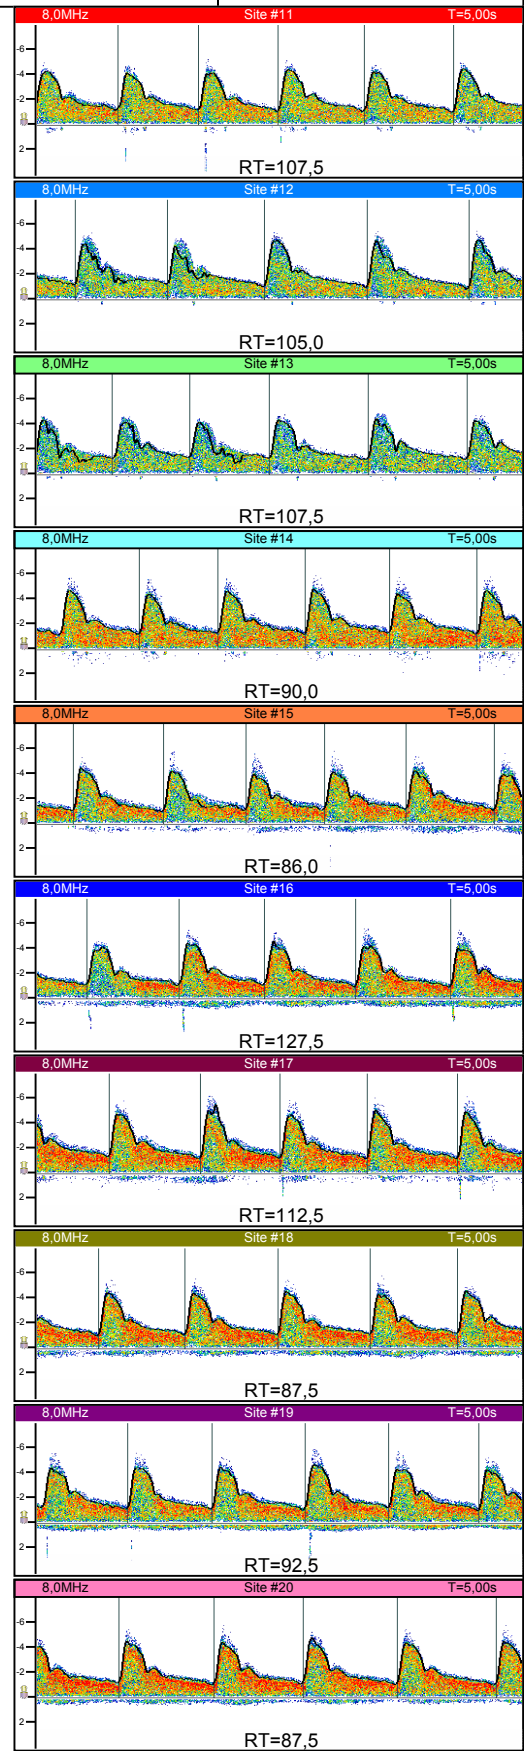 8,0MHz Site #11 T=5,00s
-6
-4
-2
2
RT=107,5
8,0MHz Site #12 T=5,00s
-6
-4
-2
2
RT=105,0
8,0MHz Site #13 T=5,00s
-6
-4
-2
2
RT=107,5
8,0MHz Site #14 T=5,00s
-6
-4
-2
2
RT=90,0
8,0MHz Site #15 T=5,00s
-6
-4
-2
2
RT=86,0
8,0MHz Site #16 T=5,00s
-6
-4
-2
2
RT=127,5
8,0MHz Site #17 T=5,00s
-6
-4
-2
2
RT=112,5
8,0MHz Site #18 T=5,00s
-6
-4
-2
2
RT=87,5
8,0MHz Site #19 T=5,00s
-6
-4
-2
2
RT=92,5
8,0MHz Site #20 T=5,00s
-6
-4
-2
2
RT=87,5